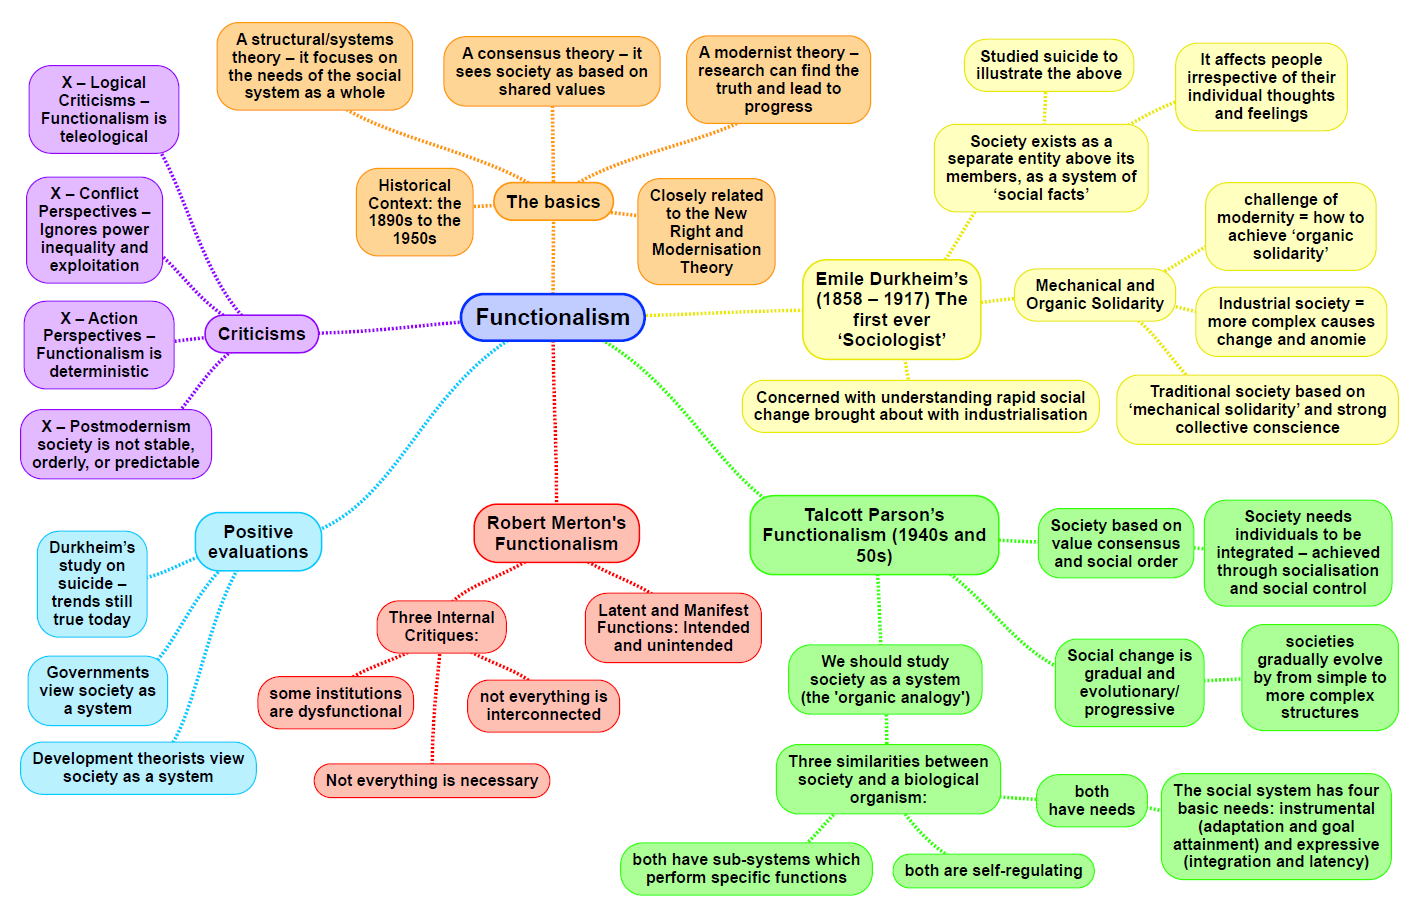 Functionalism
The basics
A structural/systems
theory – it focuses on
the needs of the social
system as a whole
A consensus theory – it
sees society as based on
shared values
A modernist theory –
research can find the
truth and lead to
progress
Historical
Context: the
1890s to the
1950s
Closely related
to the New
Right and
Modernisation
Theory
Emile Durkheim’s
(1858 – 1917) The
first ever
‘Sociologist’
Society exists as a
separate entity above its
members, as a system of
‘social facts’
Studied suicide to
illustrate the above
It affects people
irrespective of their
individual thoughts
and feelings
Mechanical and
Organic Solidarity
challenge of
modernity = how to
achieve ‘organic
solidarity’
Industrial society =
more complex causes
change and anomie
Traditional society based on
‘mechanical solidarity’ and strong
collective conscience
Concerned with understanding rapid social
change brought about with industrialisation
Talcott Parson’s
Functionalism (1940s and
50s)
Society based on
value consensus
and social order
Society needs
individuals to be
integrated – achieved
through socialisation
and social control
Social change is
gradual and
evolutionary/
progressive
societies
gradually evolve
by from simple to
more complex
structures
We should study
society as a system
(the 'organic analogy')
Three similarities between
society and a biological
organism:
both
have needs
The social system has four
basic needs: instrumental
(adaptation and goal
attainment) and expressive
(integration and latency)
both are self-regulating
both have sub-systems which
perform specific functions
Robert Merton's
Functionalism
Three Internal
Critiques:
some institutions
are dysfunctional
Not everything is necessary
not everything is
interconnected
Latent and Manifest
Functions: Intended
and unintended
Positive
evaluations
Durkheim’s
study on
suicide –
trends still
true today
Governments
view society as
a system
Development theorists view
society as a system
Criticisms
X – Logical
Criticisms –
Functionalism is
teleological
X – Conflict
Perspectives –
Ignores power
inequality and
exploitation
X – Action
Perspectives –
Functionalism is
deterministic
X – Postmodernism
society is not stable,
orderly, or predictable